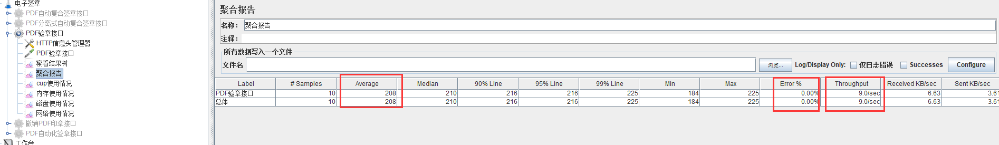 电子签章
PDF自动复合签章接口
PDF分离式自动复合签章接口
PDF验章接口
HTTP信息头管理器
PDF验章接口
察看结果树
聚合报告
cup使用情况
内存使用情况
磁盘使用情况
网络使用情况
撤销PDF印章接口
PDF自动化签章接口
工作台
聚合报告
名称： 聚合报告
注释：
所有数据写入一个文件
文件名 浏览... Log/Display Only: 仅日志错误 Successes Configure
Label # Samples Average Median 90% Line 95% Line 99% Line Min Max Error % Throughput Received KB/sec Sent KB/sec
PDF验章接口 10 208 210 216 216 225 184 225 0.00% 9.0/sec 6.63 3.61
总体 10 208 210 216 216 225 184 225 0.00% 9.0/sec 6.63 3.61